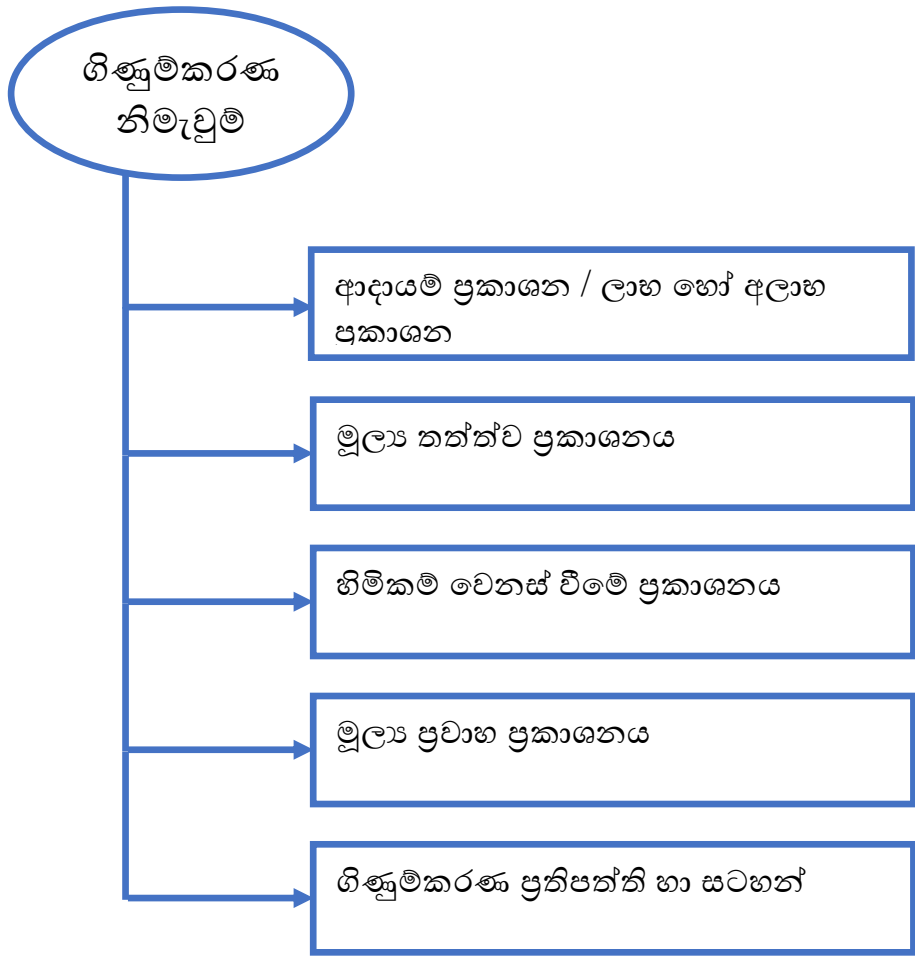 ගිණුම්කරණ
නිමැවුම්
ආදායම් ප්‍රකාශන / ලාභ හෝ අලාභ
ප්‍රකාශන
මූල්‍ය තත්ත්ව ප්‍රකාශනය
හිමිකම් වෙනස් වීමේ ප්‍රකාශනය
මූල්‍ය ප්‍රවාහ ප්‍රකාශනය
ගිණුම්කරණ ප්‍රතිපත්ති හා සටහන්